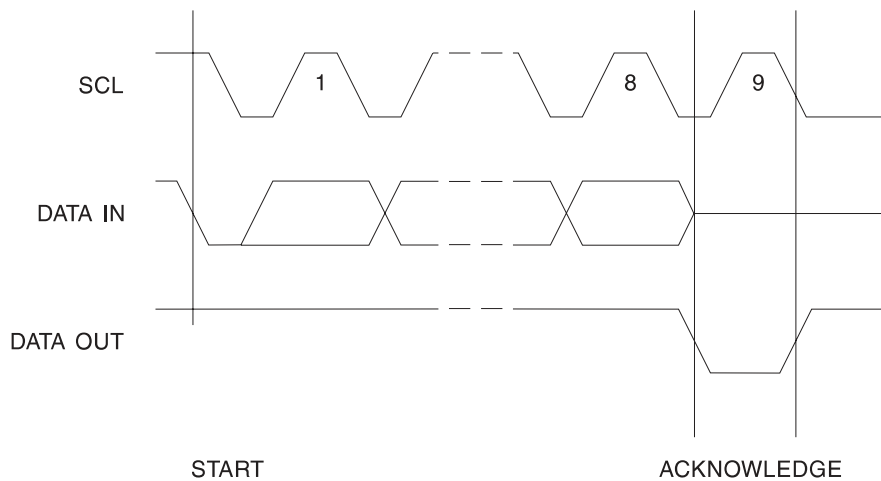 SCL 1 8 9
DATA IN
DATA OUT
START ACKNOWLEDGE